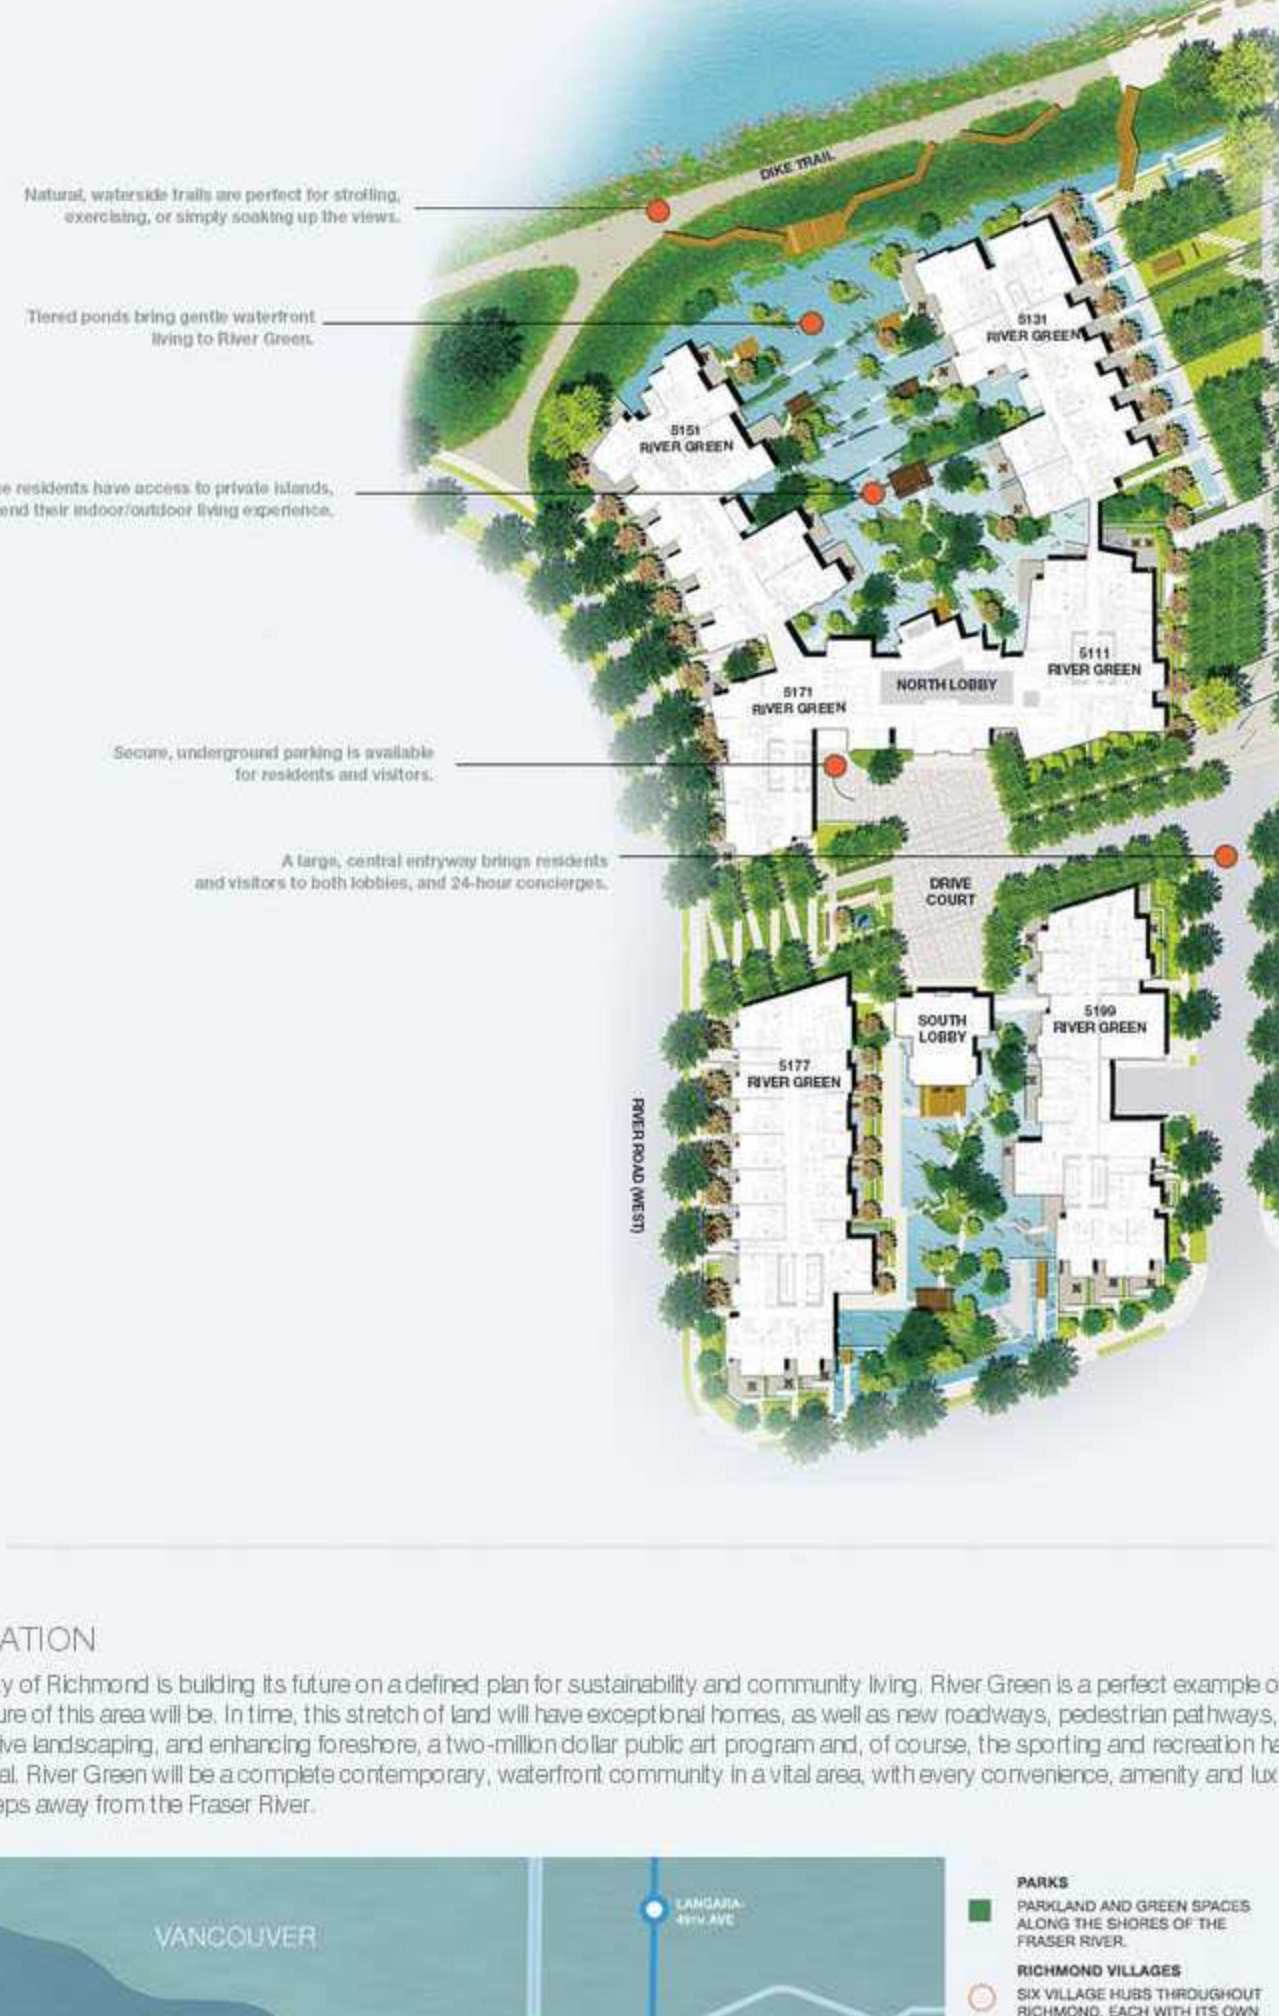 DIKE TRAIL
Natural, waterside trails are perfect for strolling,
exercising, or simply soaking up the views.
Tiered ponds bring gentle waterfront
living to River Green.
5131
RIVER GREEN
5151
RIVER GREEN
residents have access to private islands,
their indoor/outdoor living experience.
5111
RIVER GREEN
NORTH LOBBY
5171
RIVER GREEN
Secure, underground parking is available
for residents and visitors.
A large, central entryway brings residents
and visitors to both lobbies, and 24-hour concierges.
DRIVE
COURT
SOUTH
LOBBY
5199
RIVER GREEN
5177
RIVER GREEN
RIVER ROAD (WEST)
ATION
y of Richmond is building its future on a defined plan for sustainability and community living. River Green is a perfect example o
ure of this area will be. In time, this stretch of land will have exceptional homes, as well as new roadways, pedestrian pathways,
ive landscaping, and enhancing foreshore, a two-million dollar public art program and, of course, the sporting and recreation ha
al. River Green will be a complete contemporary, waterfront community in a vital area, with every convenience, amenity and lux
eps away from the Fraser River.
VANCOUVER
LANGARA-
49TH AVE
PARKS
PARKLAND AND GREEN SPACES
ALONG THE SHORES OF THE
FRASER RIVER.
RICHMOND VILLAGES
SIX VILLAGE HUBS THROUGHOUT
RICHMOND, EACH WITH ITS OWN